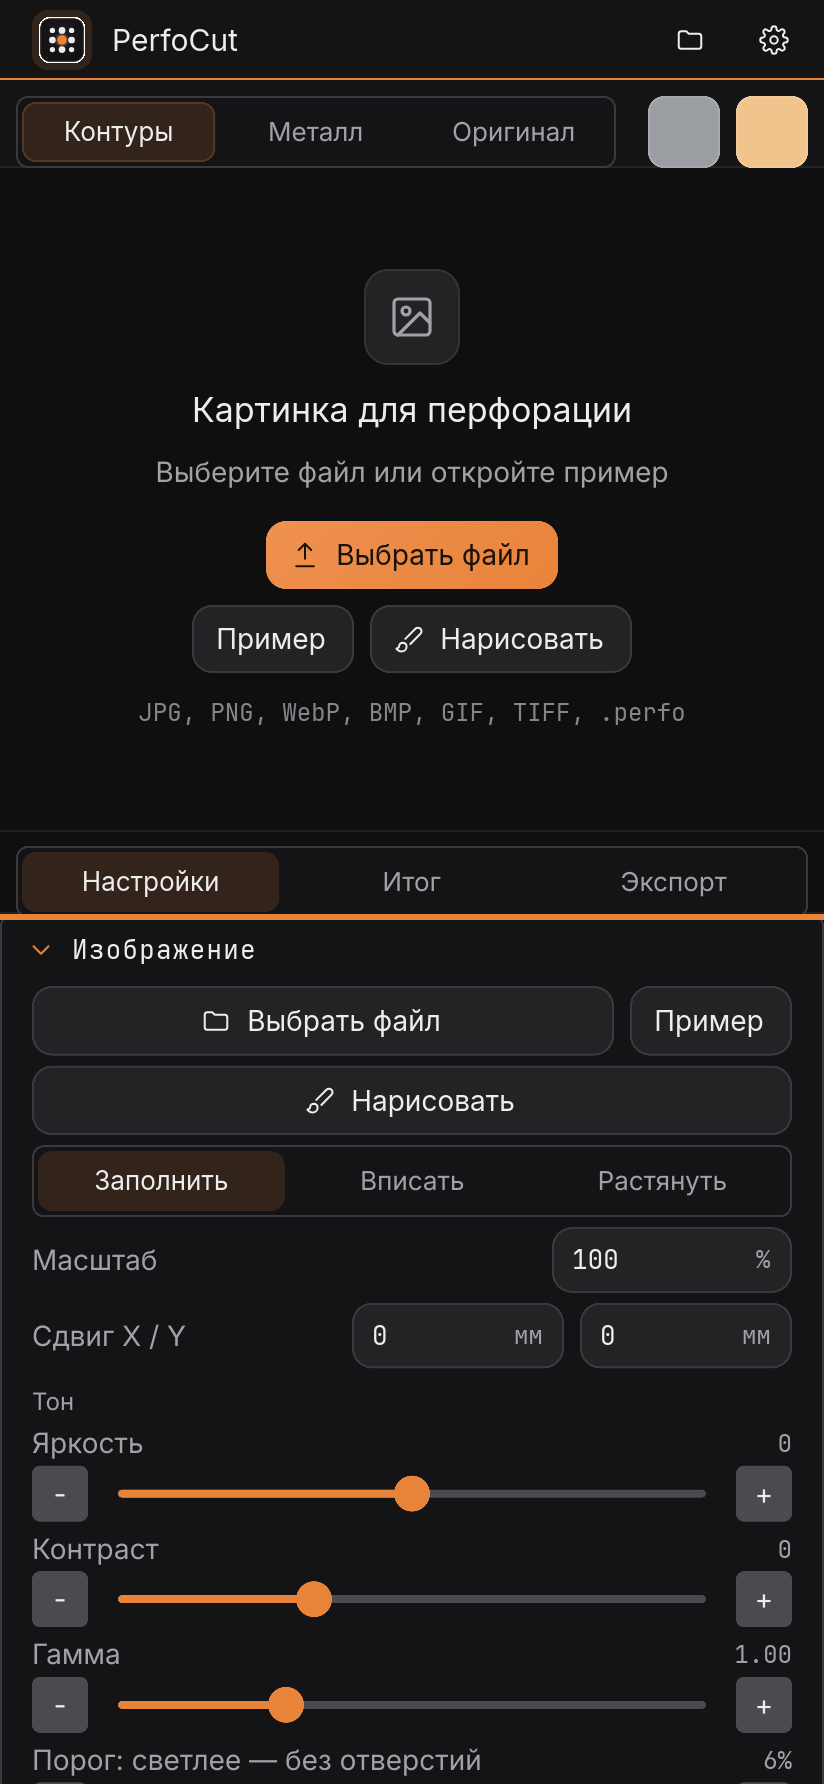 PerfoCut
Контуры Металл Оригинал
Картинка для перфорации
Выберите файл или откройте пример
Выбрать файл
Пример Нарисовать
JPG, PNG, WebP, BMP, GIF, TIFF, .perfo
Настройки Итог Экспорт
Изображение
Выбрать файл Пример
Нарисовать
Заполнить Вписать Растянуть
Масштаб 100 %
Сдвиг X / Y 0 мм 0 мм
Тон
Яркость 0
- +
Контраст 0
- +
Гамма 1.00
- +
Порог: светлее — без отверстий 6%